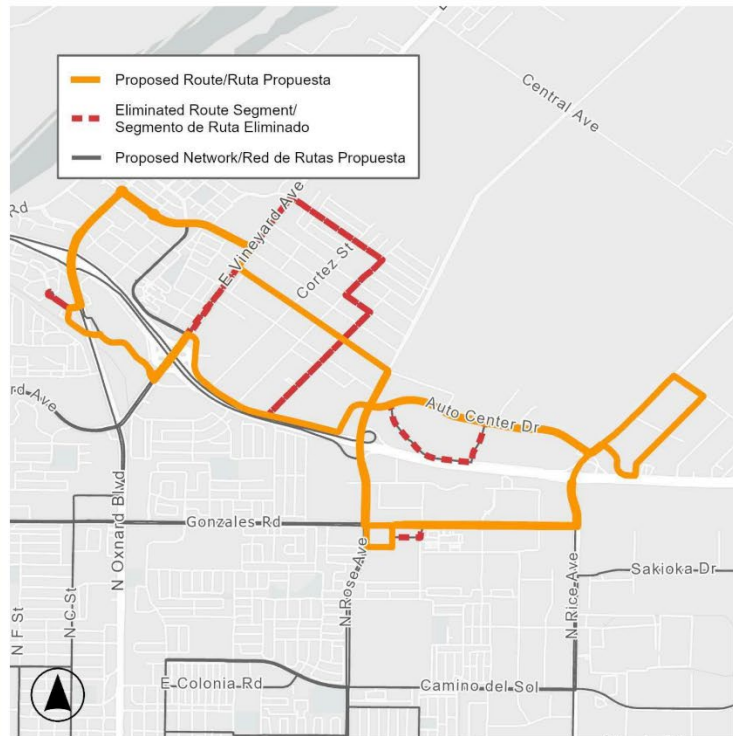 Proposed Route/Ruta Propuesta
Eliminated Route Segment/
Segmento de Ruta Eliminado
Proposed Network/Red de Rutas Propuesta
Central Ave
Rd
E Vineyard Ave
Cortez St
rd Ave
Auto Center Dr
N Oxnard Blvd
Gonzales Rd
N Rose Ave
N Rice Ave
Sakioka Dr
N F St
N C St
E Colonia Rd
Camino del Sol